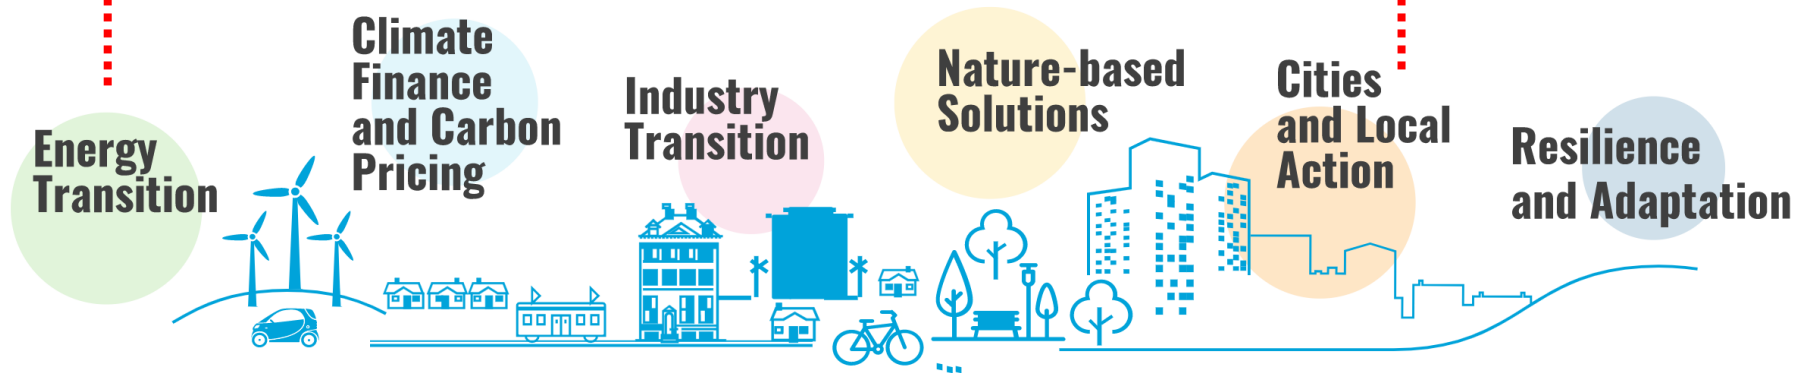 Energy
Transition
Climate
Finance
and Carbon
Pricing
Industry
Transition
Nature-based
Solutions
Cities
and Local
Action
Resilience
and Adaptation